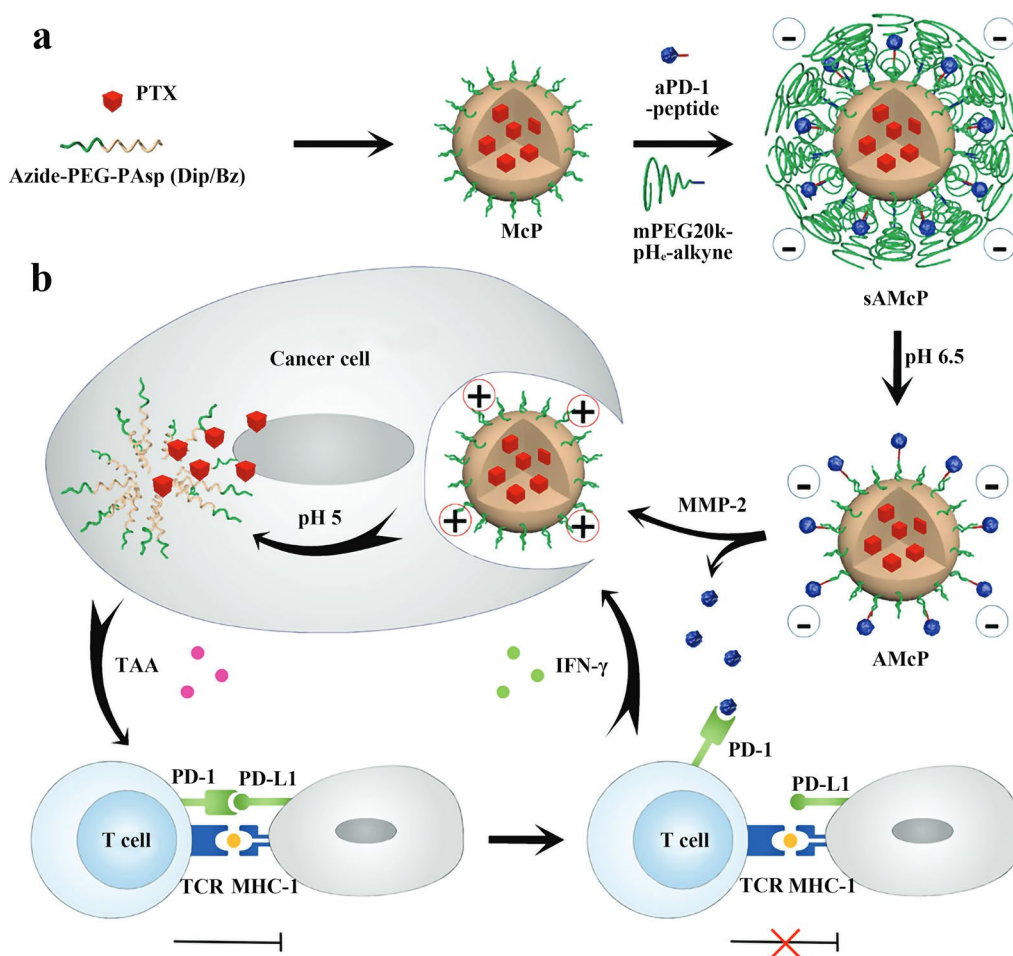 a
PTX
Azide-PEG-PAsp (Dip/Bz)
McP
aPD-1
-peptide
mPEG20k-
pHₑ-alkyne
sAMcP
pH 6.5
b
Cancer cell
pH 5
MMP-2
AMcP
TAA
IFN-γ
PD-1
PD-L1
T cell
TCR
MHC-1
PD-1
PD-L1
T cell
TCR
MHC-1